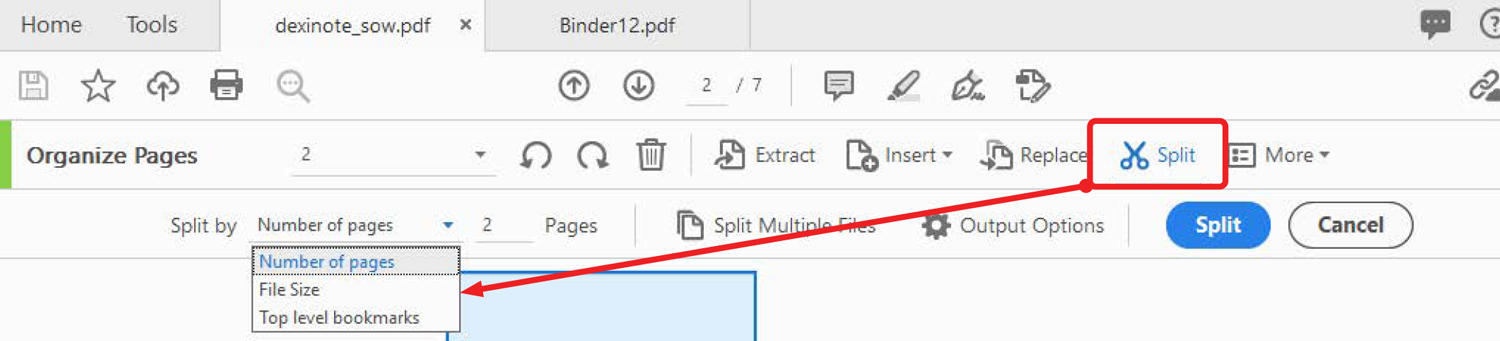 Home Tools dexinote_sow.pdf × Binder12.pdf ?
2 / 7
Organize Pages 2 Extract Insert Replace Split More
Split by Number of pages 2 Pages Split Multiple Files Output Options Split Cancel
Number of pages
File Size
Top level bookmarks